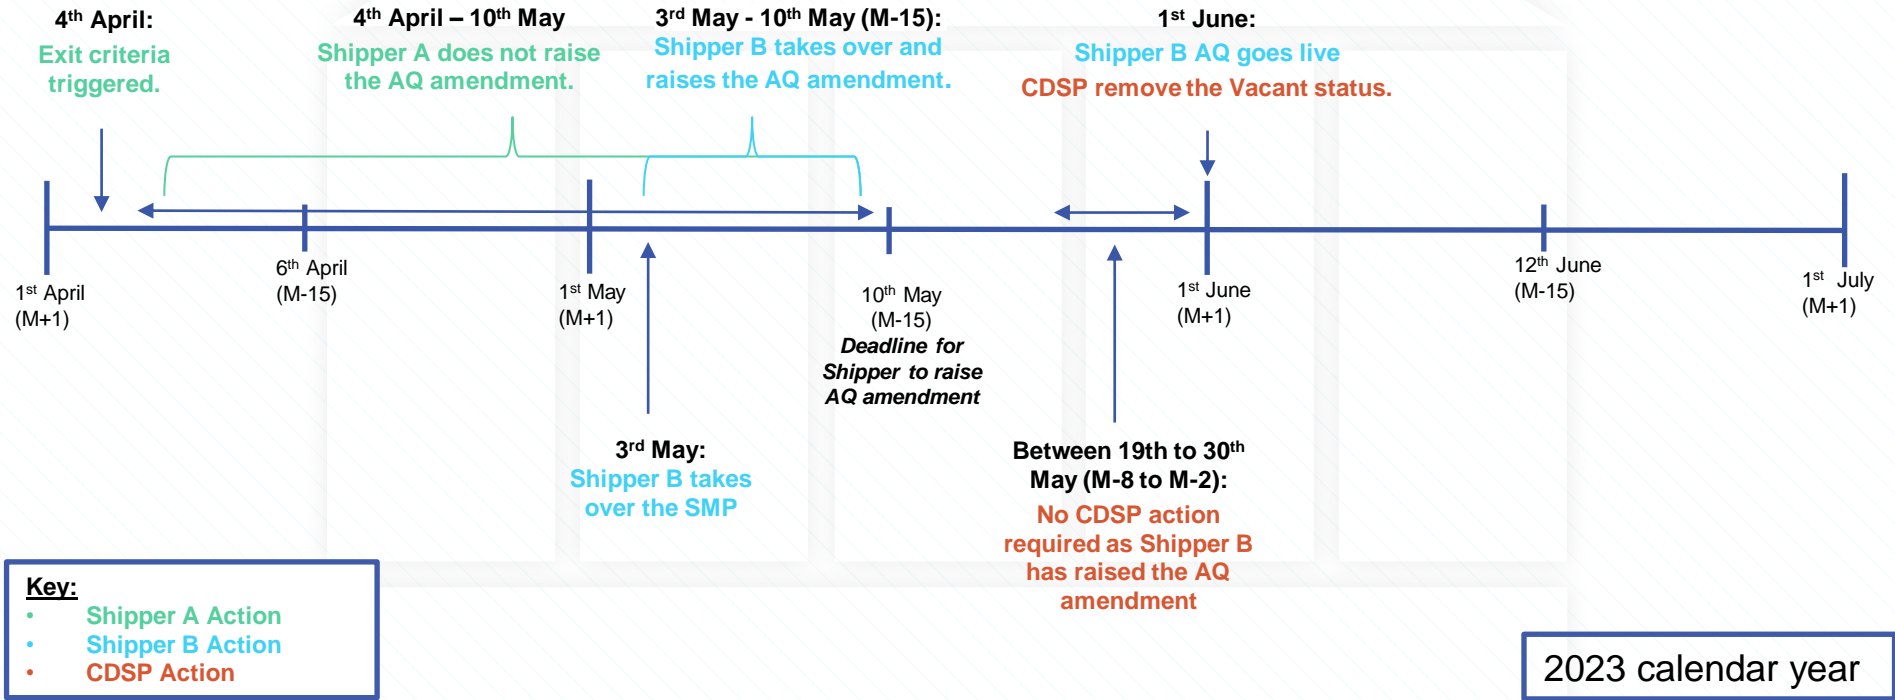 4th April:
Exit criteria
triggered.
4th April – 10th May
Shipper A does not raise
the AQ amendment.
3rd May - 10th May (M-15):
Shipper B takes over and
raises the AQ amendment.
1st June:
Shipper B AQ goes live
CDSP remove the Vacant status.
1st April
(M+1)
6th April
(M-15)
1st May
(M+1)
10th May
(M-15)
Deadline for
Shipper to raise
AQ amendment
1st June
(M+1)
12th June
(M-15)
1st July
(M+1)
3rd May:
Shipper B takes
over the SMP
Between 19th to 30th
May (M-8 to M-2):
No CDSP action
required as Shipper B
has raised the AQ
amendment
Key:
• Shipper A Action
• Shipper B Action
• CDSP Action
2023 calendar year